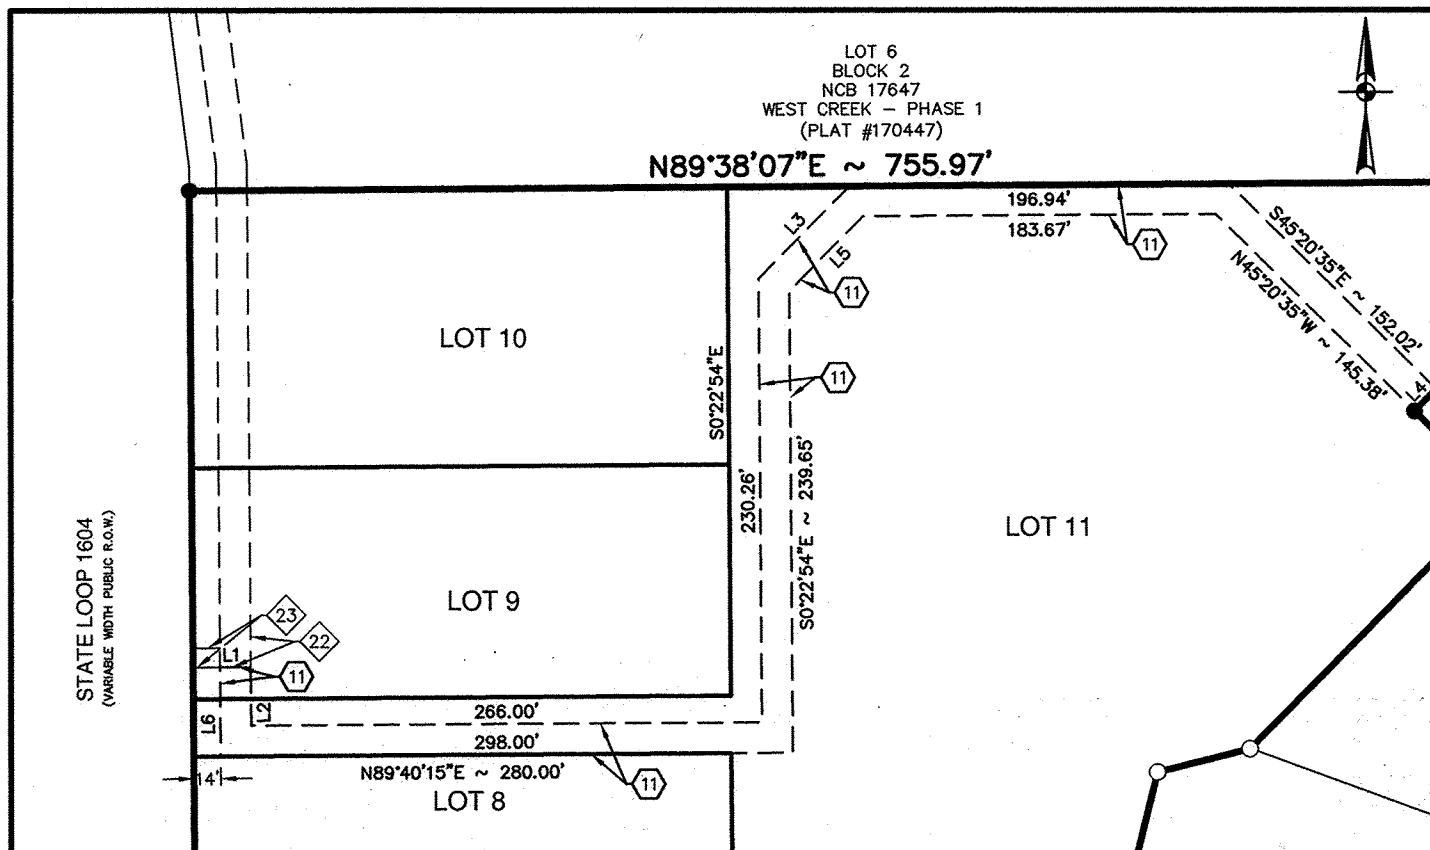 LOT 6
BLOCK 2
NCB 17647
WEST CREEK – PHASE 1
(PLAT #170447)
N89°38'07"E ~ 755.97'
196.94'
183.67'
11
L3
L5
11
S45°20'35"E ~ 152.02'
N45°20'35"W ~ 145.38'
L4
LOT 10
S0°22'54"E
11
230.26'
S0°22'54"E ~ 239.65'
LOT 11
STATE LOOP 1604
(VARIABLE WIDTH PUBLIC R.O.W.)
LOT 9
23
22
L1
11
L6
L2
266.00'
298.00'
14'
N89°40'15"E ~ 280.00'
11
LOT 8